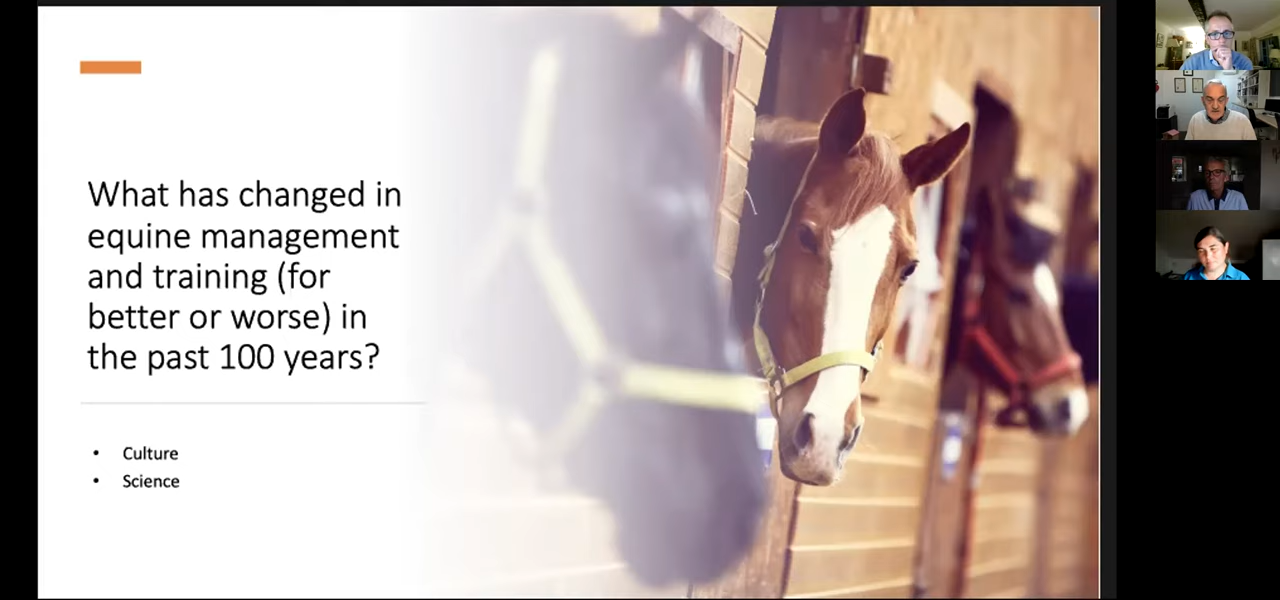 What has changed in
equine management
and training (for
better or worse) in
the past 100 years?
• Culture
• Science